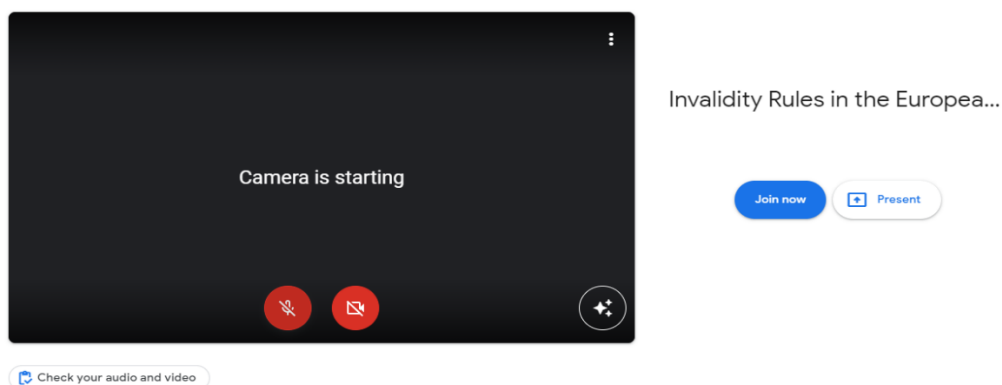 Camera is starting
Invalidity Rules in the Europea...
Join now
Present
Check your audio and video